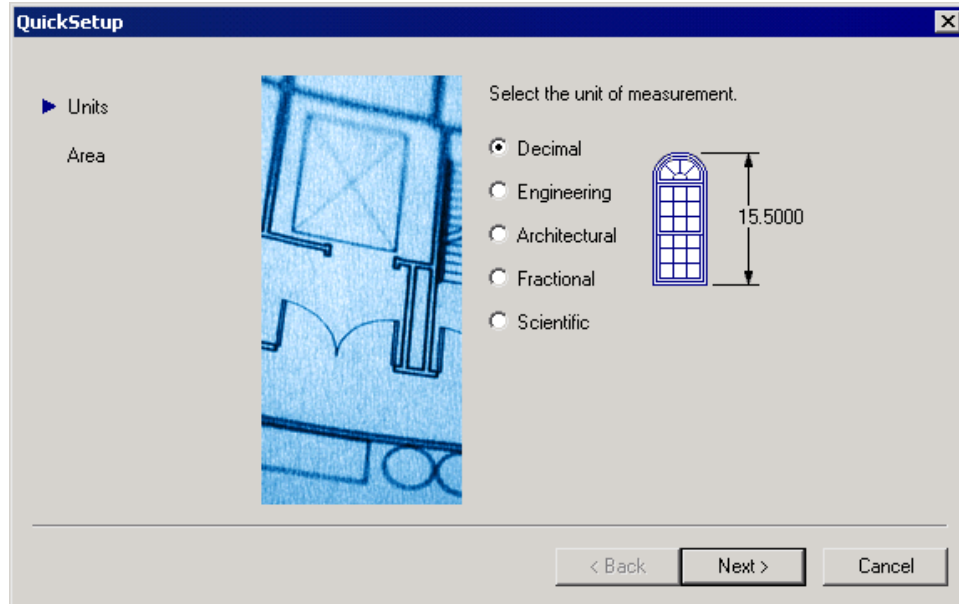 QuickSetup
Units
Area
Select the unit of measurement.
Decimal
Engineering
Architectural
Fractional
Scientific
15.5000
< Back
Next >
Cancel